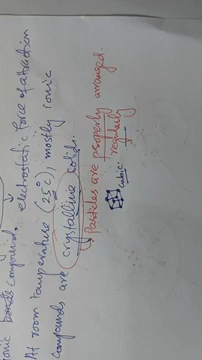 ionic bonds compound. electrostatic force of attraction
At room temperature (25°C), mostly ionic
compounds are crystalline solids.
Particles are properly arranged.
regularly
cubic.